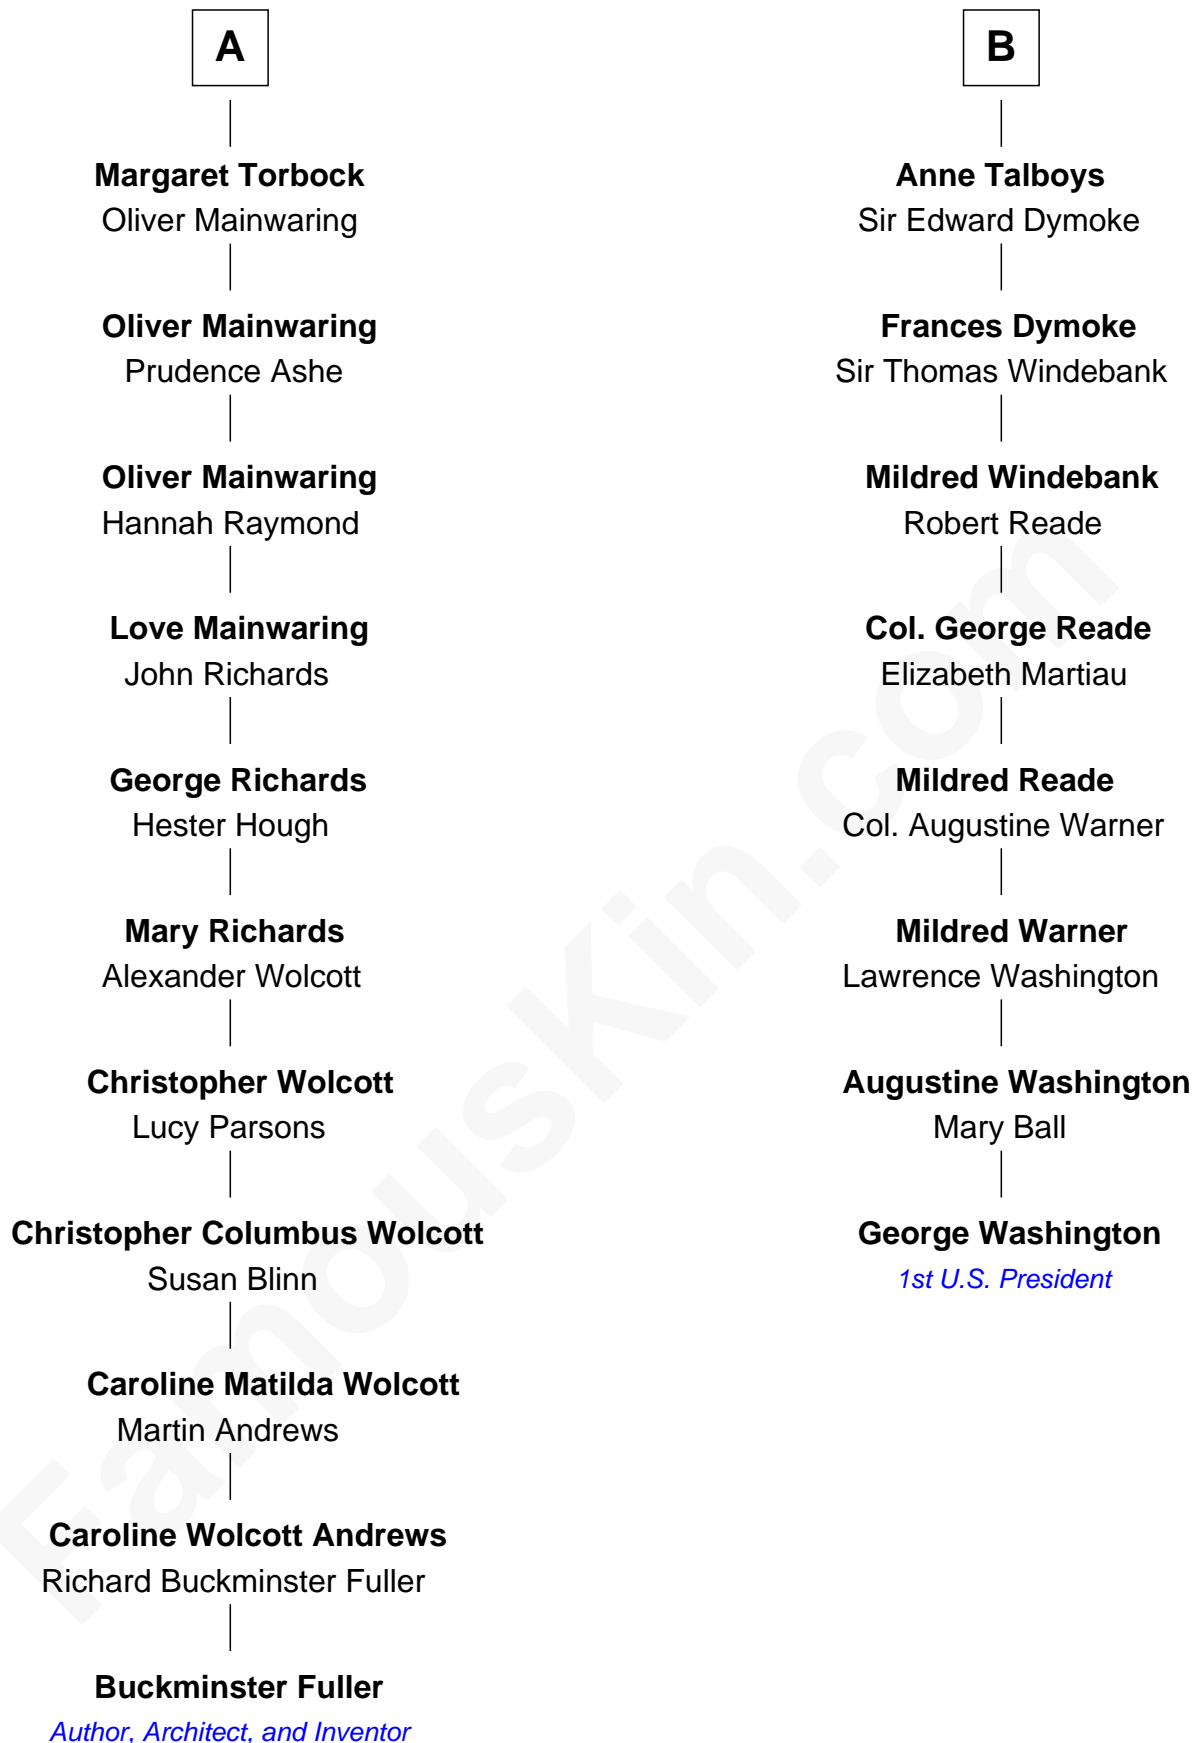 A
Margaret Torbock
Oliver Mainwaring
Oliver Mainwaring
Prudence Ashe
Oliver Mainwaring
Hannah Raymond
Love Mainwaring
John Richards
George Richards
Hester Hough
Mary Richards
Alexander Wolcott
Christopher Wolcott
Lucy Parsons
Christopher Columbus Wolcott
Susan Blinn
Caroline Matilda Wolcott
Martin Andrews
Caroline Wolcott Andrews
Richard Buckminster Fuller
Buckminster Fuller
Author, Architect, and Inventor
B
Anne Talboys
Sir Edward Dymoke
Frances Dymoke
Sir Thomas Windebank
Mildred Windebank
Robert Reade
Col. George Reade
Elizabeth Martiau
Mildred Reade
Col. Augustine Warner
Mildred Warner
Lawrence Washington
Augustine Washington
Mary Ball
George Washington
1st U.S. President
FamousKin.com